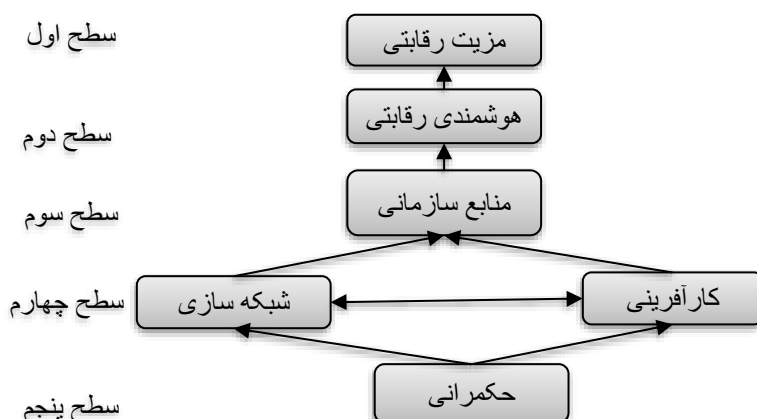 سطح اول
مزیت رقابتی
هوشمندی رقابتی
سطح دوم
منابع سازمانی
سطح سوم
کارآفرینی
شبکه سازی
سطح چهارم
حکمرانی
سطح پنجم